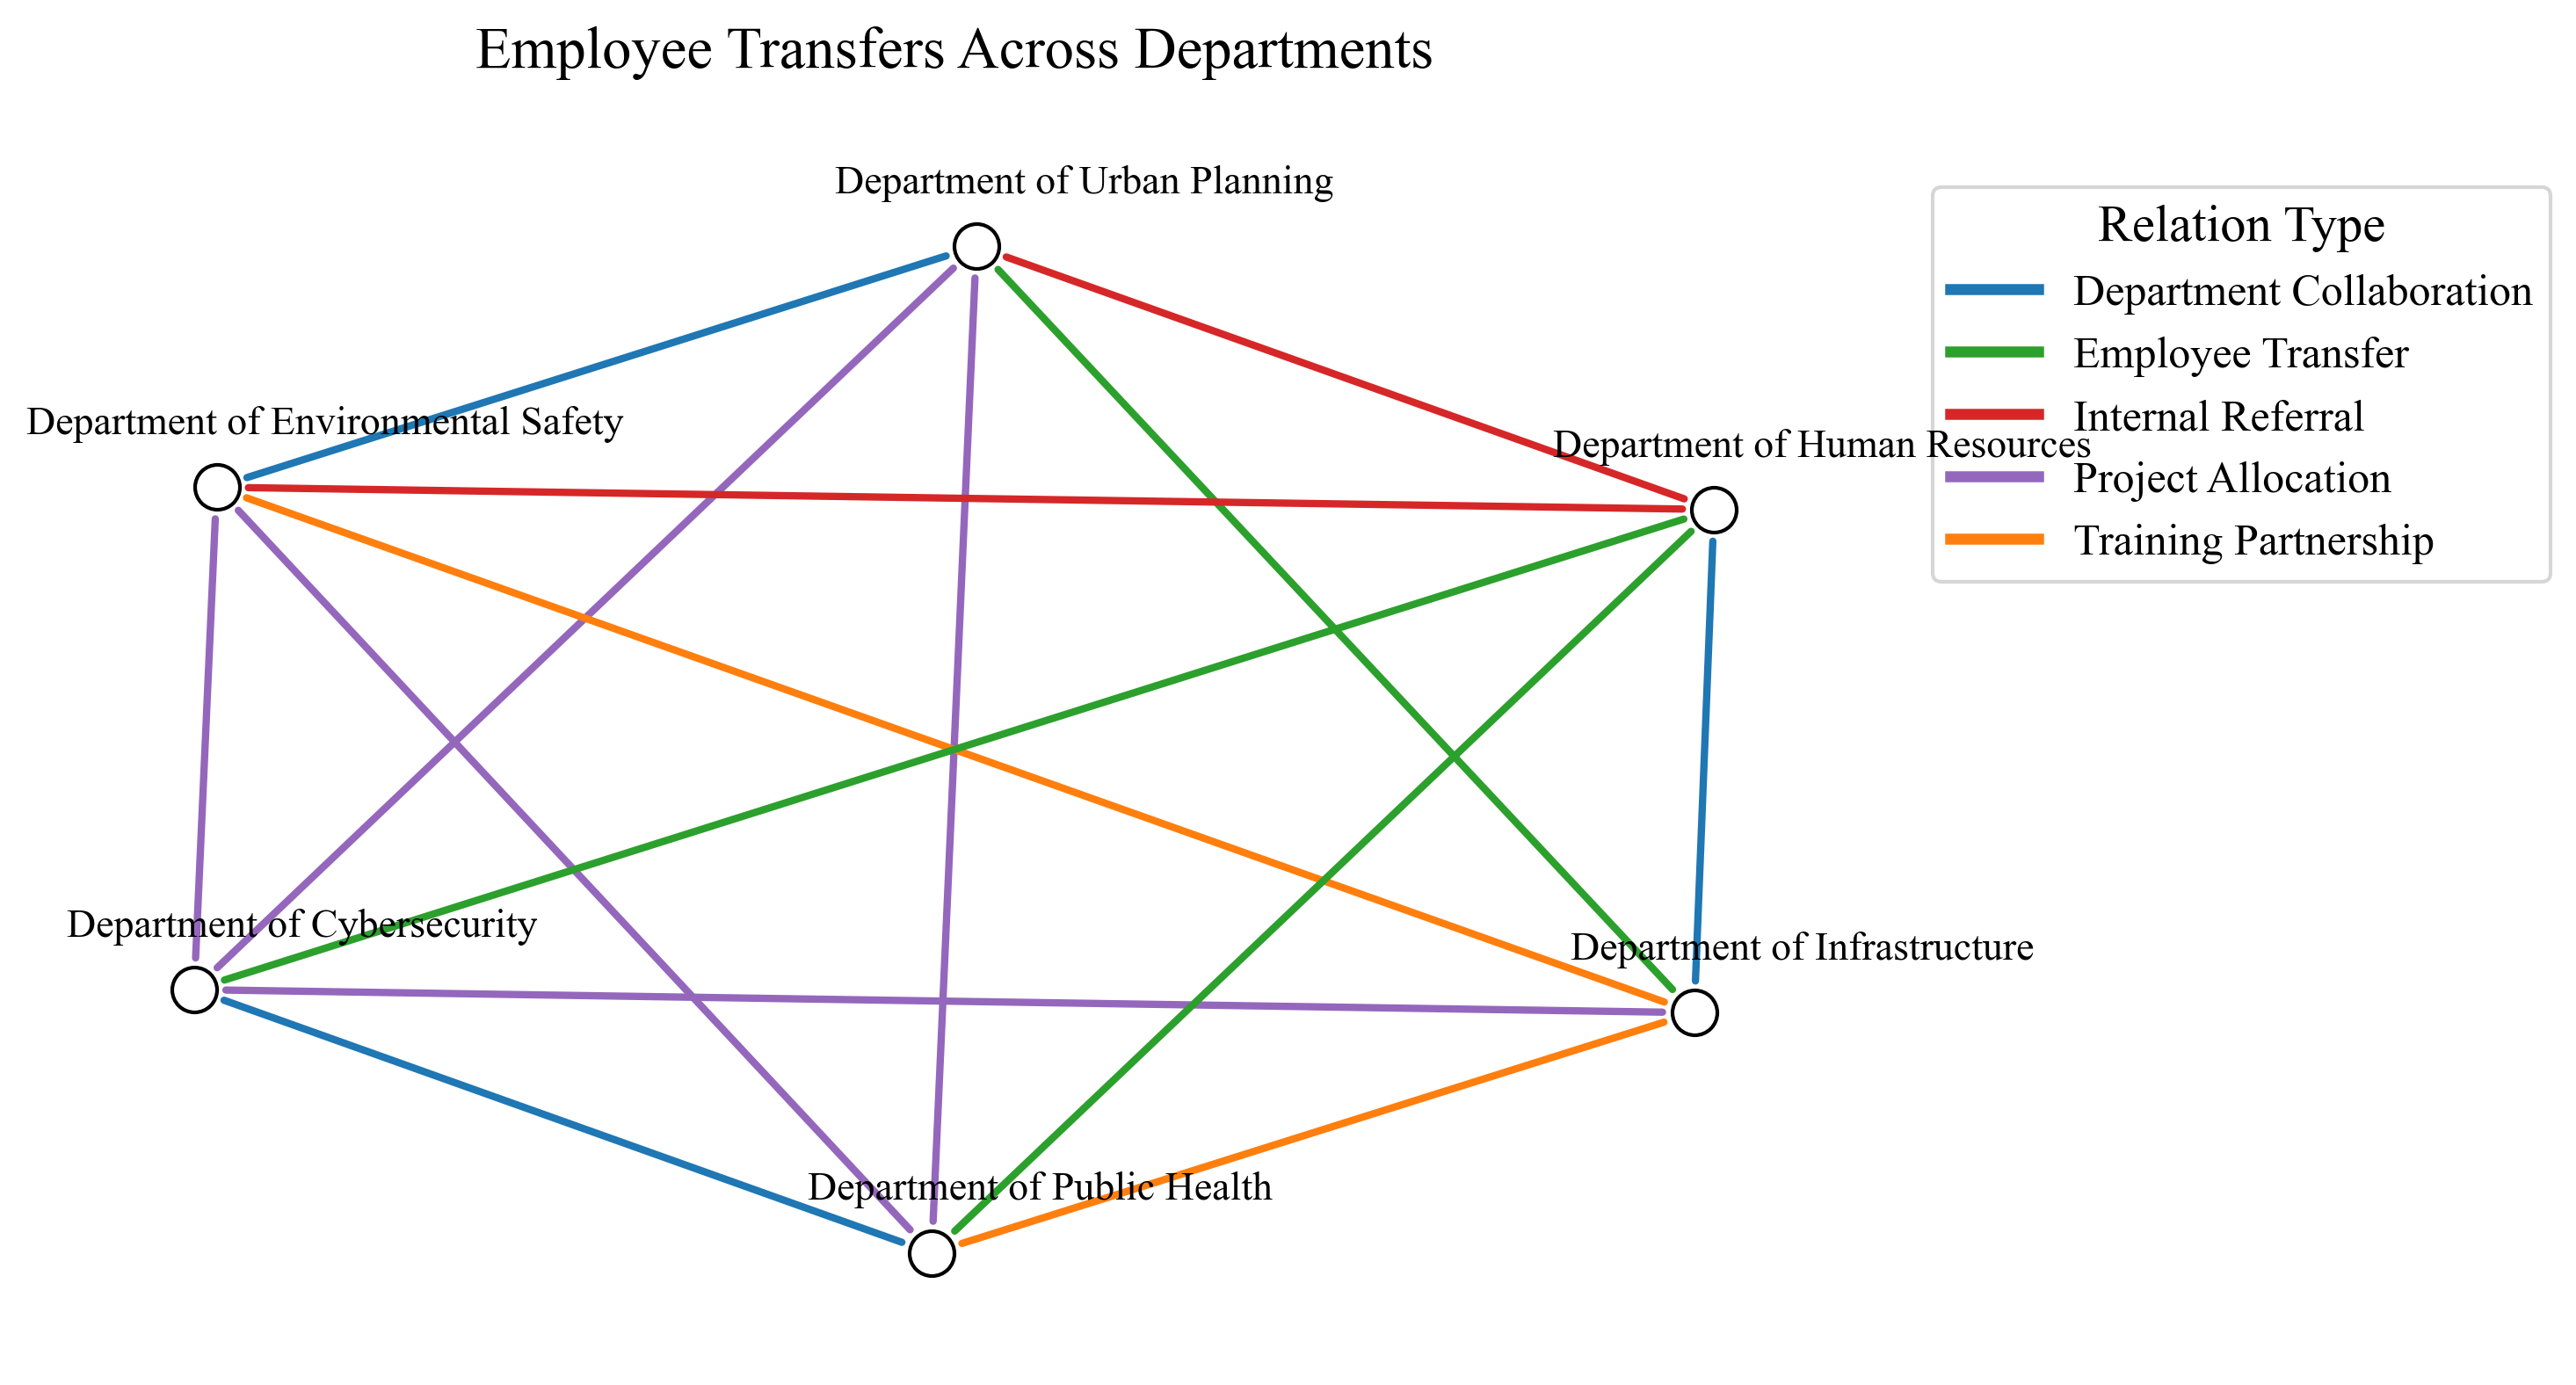 Employee Transfers Across Departments
Department of Urban Planning
Relation Type
Department Collaboration
Employee Transfer
Internal Referral
Project Allocation
Training Partnership
Department of Environmental Safety
Department of Human Resources
Department of Cybersecurity
Department of Infrastructure
Department of Public Health